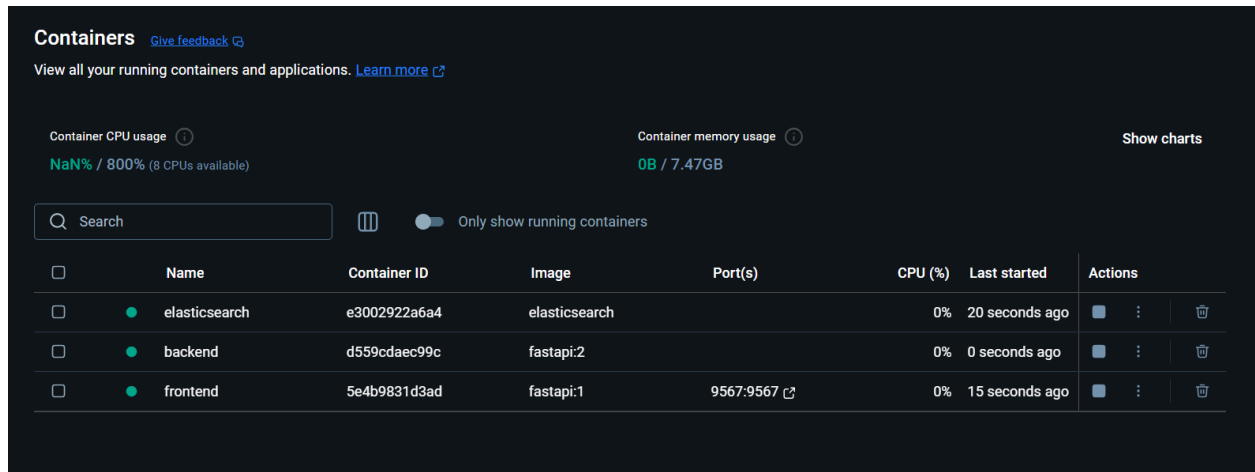 Containers Give feedback
View all your running containers and applications. Learn more
Container CPU usage Container memory usage Show charts
NaN% / 800% (8 CPUs available) 0B / 7.47GB
Search Only show running containers
Name Container ID Image Port(s) CPU (%) Last started Actions
elasticsearch e3002922a6a4 elasticsearch 0% 20 seconds ago
backend d559cdaec99c fastapi:2 0% 0 seconds ago
frontend 5e4b9831d3ad fastapi:1 9567:9567 0% 15 seconds ago